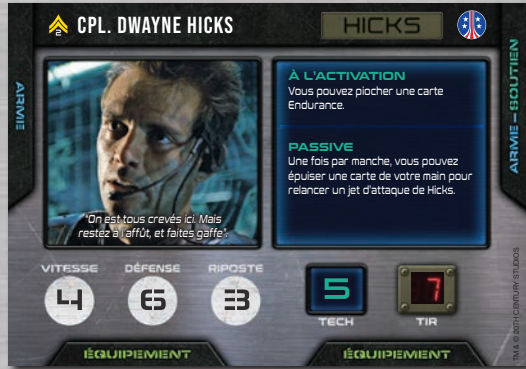 2
CPL. DWAYNE HICKS
HICKS
ARME
ARME – SOUTIEN
À L'ACTIVATION
Vous pouvez piocher une carte
Endurance.
PASSIVE
Une fois par manche, vous pouvez
épuiser une carte de votre main pour
relancer un jet d'attaque de Hicks.
"On est tous crevés ici. Mais
restez à l'affût, et faites gaffe".
VITESSE
DÉFENSE
RIPOSTE
4
6
3
5
7
TECH
TIR
ÉQUIPEMENT
ÉQUIPEMENT
TM & © 20TH CENTURY STUDIOS.